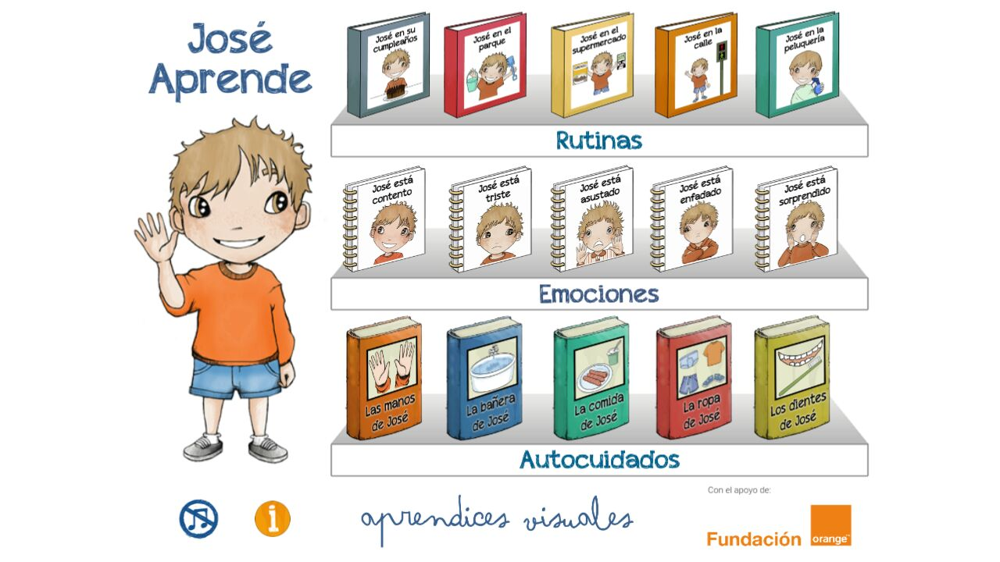 José
Aprende
José en su
cumpleaños
José en el
parque
José en el
supermercado
José en la
calle
José en la
peluquería
Rutinas
José está
contento
José está
triste
José está
asustado
José está
enfadado
José está
sorprendido
Emociones
Las manos
de José
La bañera
de José
La comida
de José
La ropa
de José
Los dientes
de José
Autocuidados
Con el apoyo de:
i
aprendices visuales
Fundación
orange™